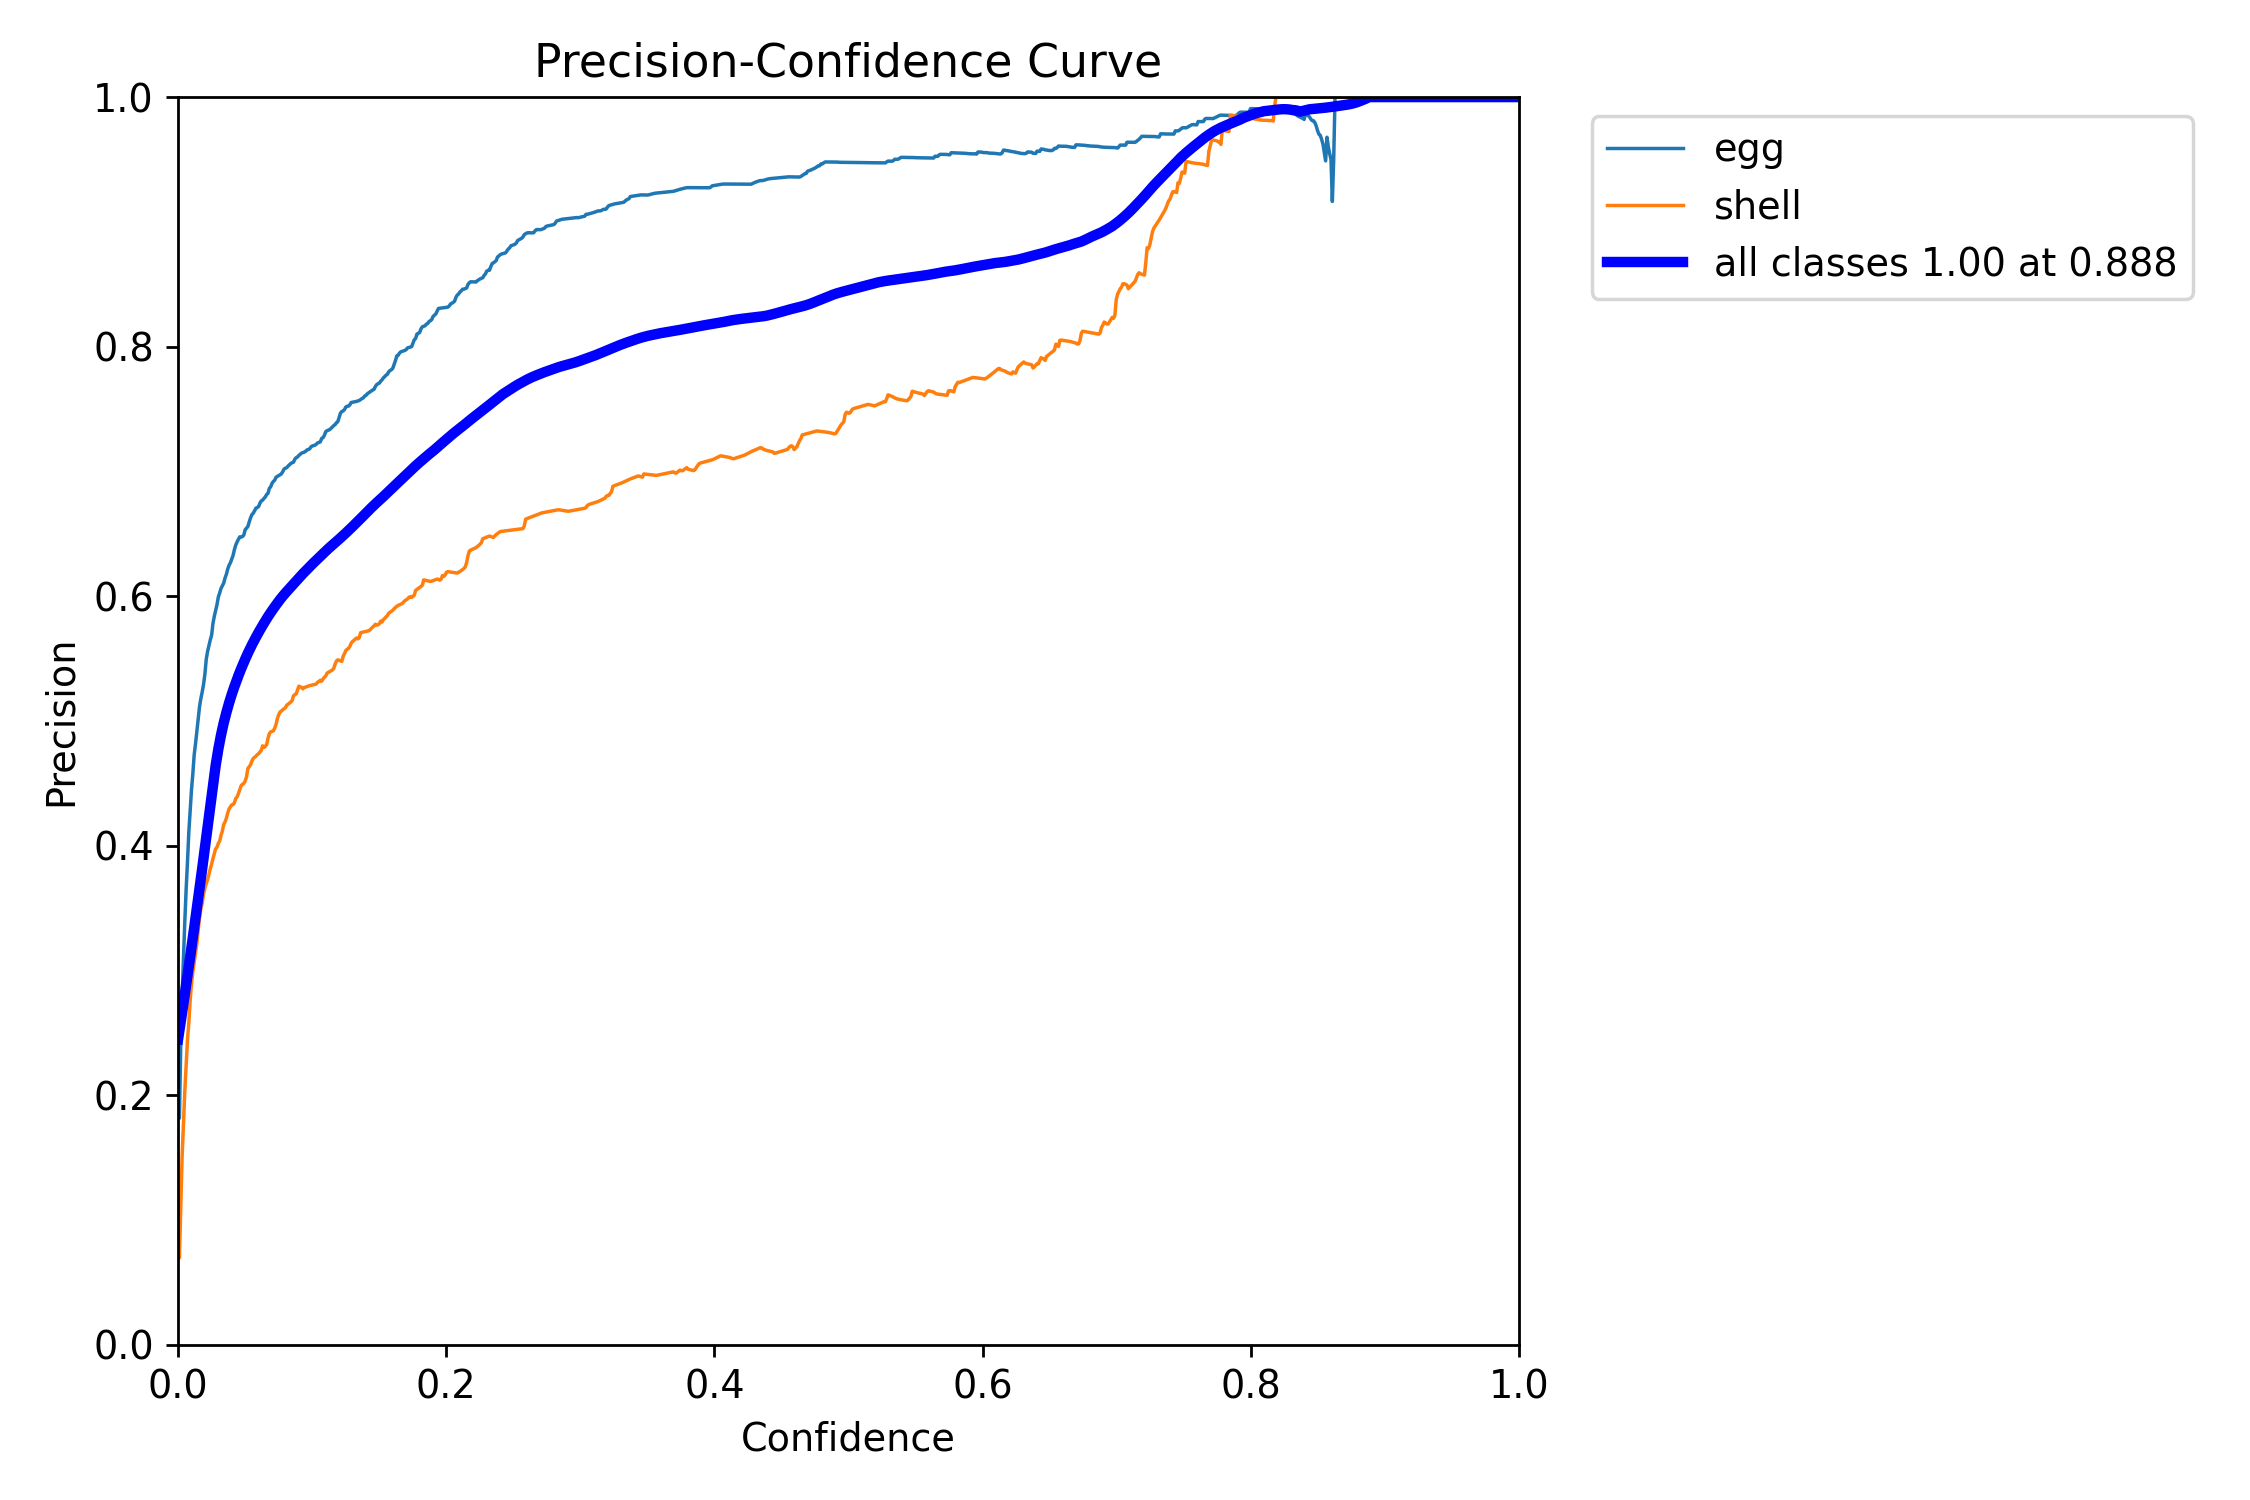 Precision-Confidence Curve
1.0
0.8
0.6
0.4
0.2
0.0
Precision
0.0 0.2 0.4 0.6 0.8 1.0
Confidence
egg
shell
all classes 1.00 at 0.888